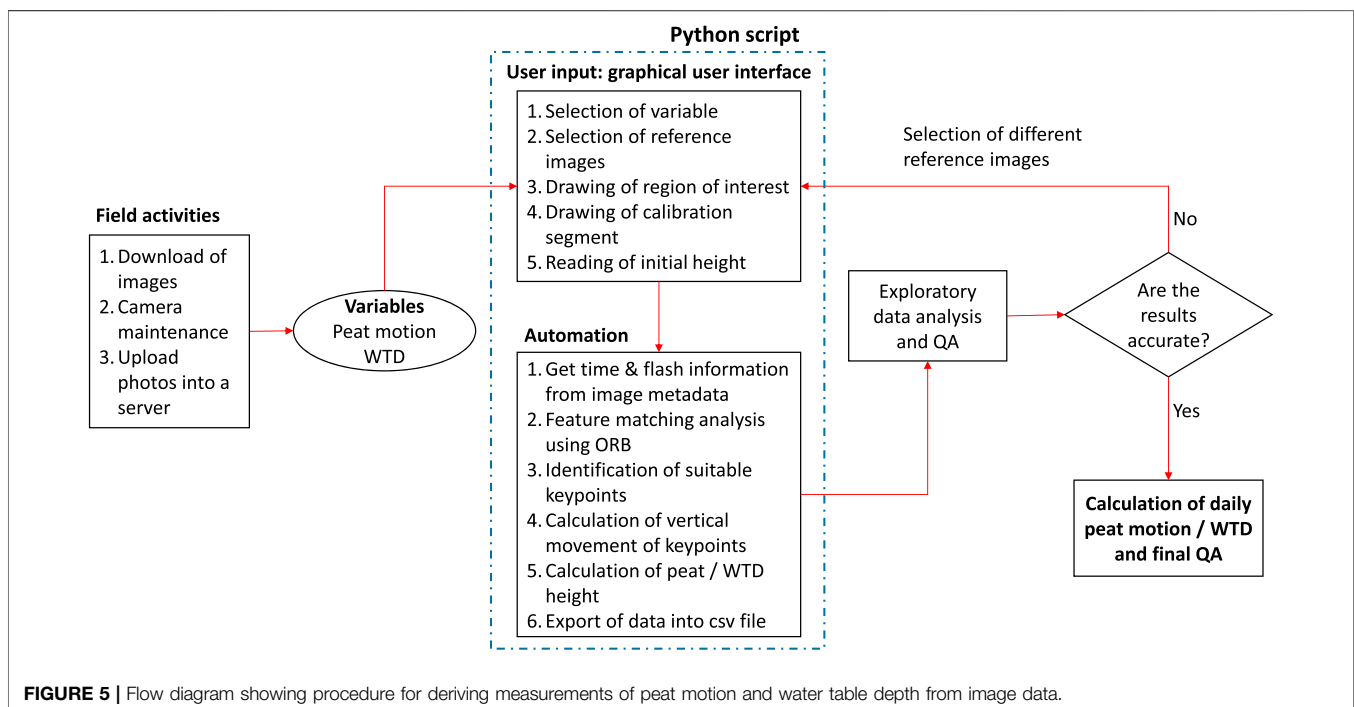 Python script
User input: graphical user interface
1. Selection of variable
2. Selection of reference
images
3. Drawing of region of interest
4. Drawing of calibration
segment
5. Reading of initial height
Selection of different
reference images
Field activities
1. Download of
images
2. Camera
maintenance
3. Upload
photos into a
server
Variables
Peat motion
WTD
Automation
1. Get time & flash information
from image metadata
2. Feature matching analysis
using ORB
3. Identification of suitable
keypoints
4. Calculation of vertical
movement of keypoints
5. Calculation of peat / WTD
height
6. Export of data into csv file
Exploratory
data analysis
and QA
No
Are the
results
accurate?
Yes
Calculation of daily
peat motion / WTD
and final QA
FIGURE 5 | Flow diagram showing procedure for deriving measurements of peat motion and water table depth from image data.